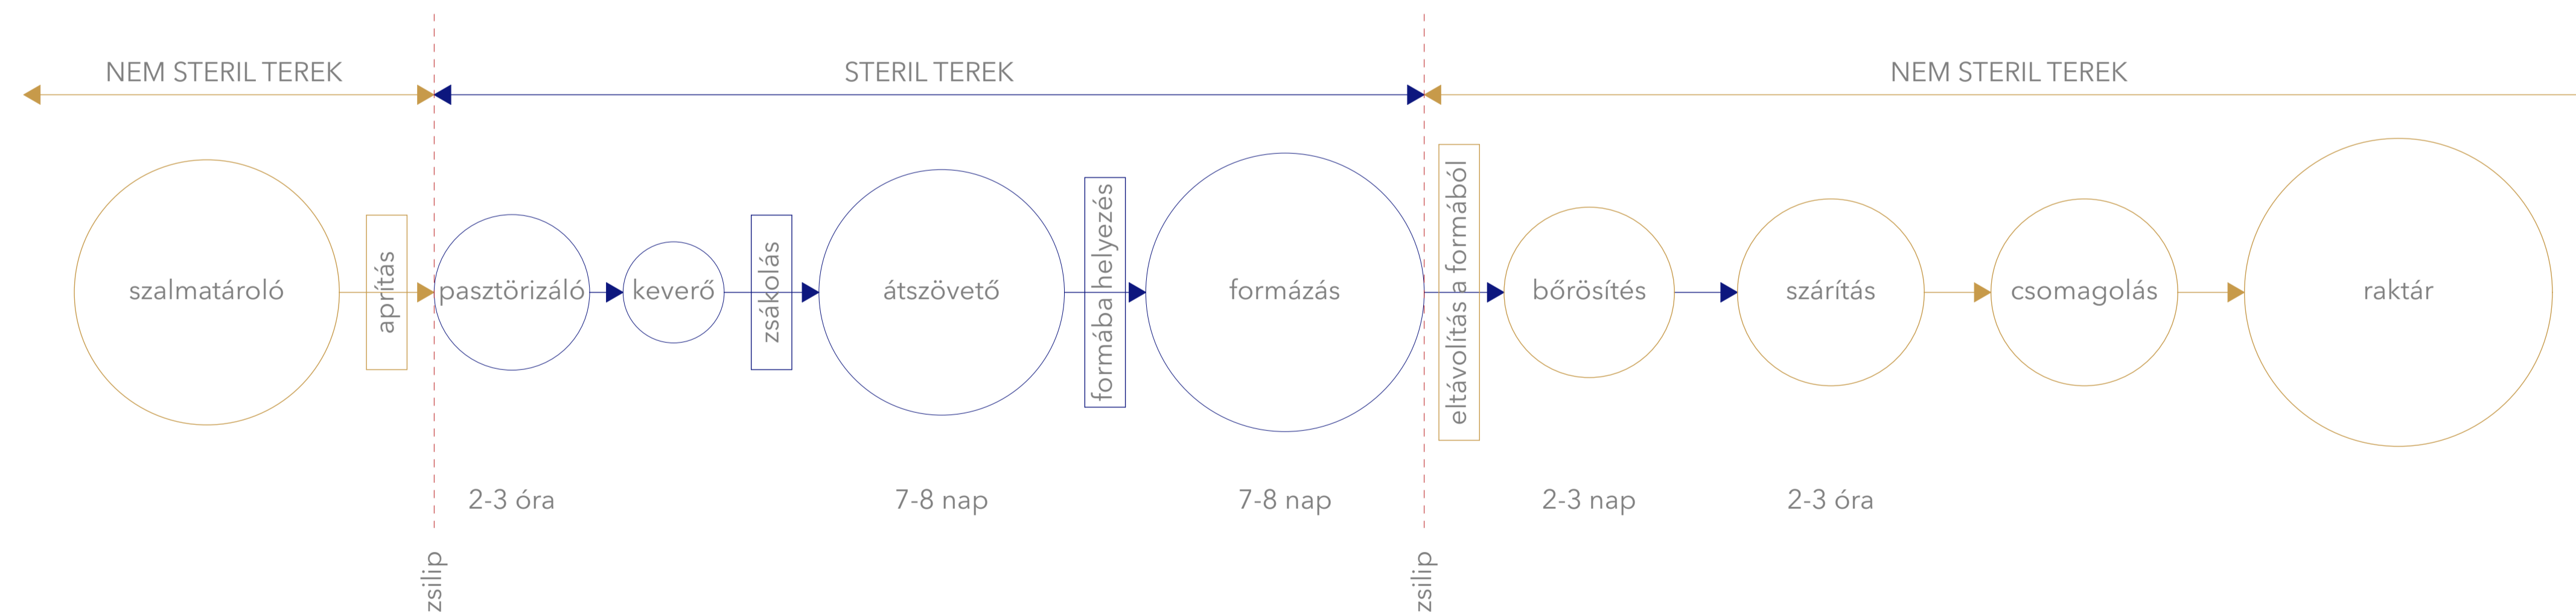 NEM STERIL TEREK
STERIL TEREK
NEM STERIL TEREK
szalmatároló
aprítás
pasztörizáló
keverő
zsákolás
átszövető
formába helyezés
formázás
eltávolítás a formából
bőrösítés
szárítás
csomagolás
raktár
2-3 óra
7-8 nap
7-8 nap
2-3 nap
2-3 óra
zsilip
zsilip